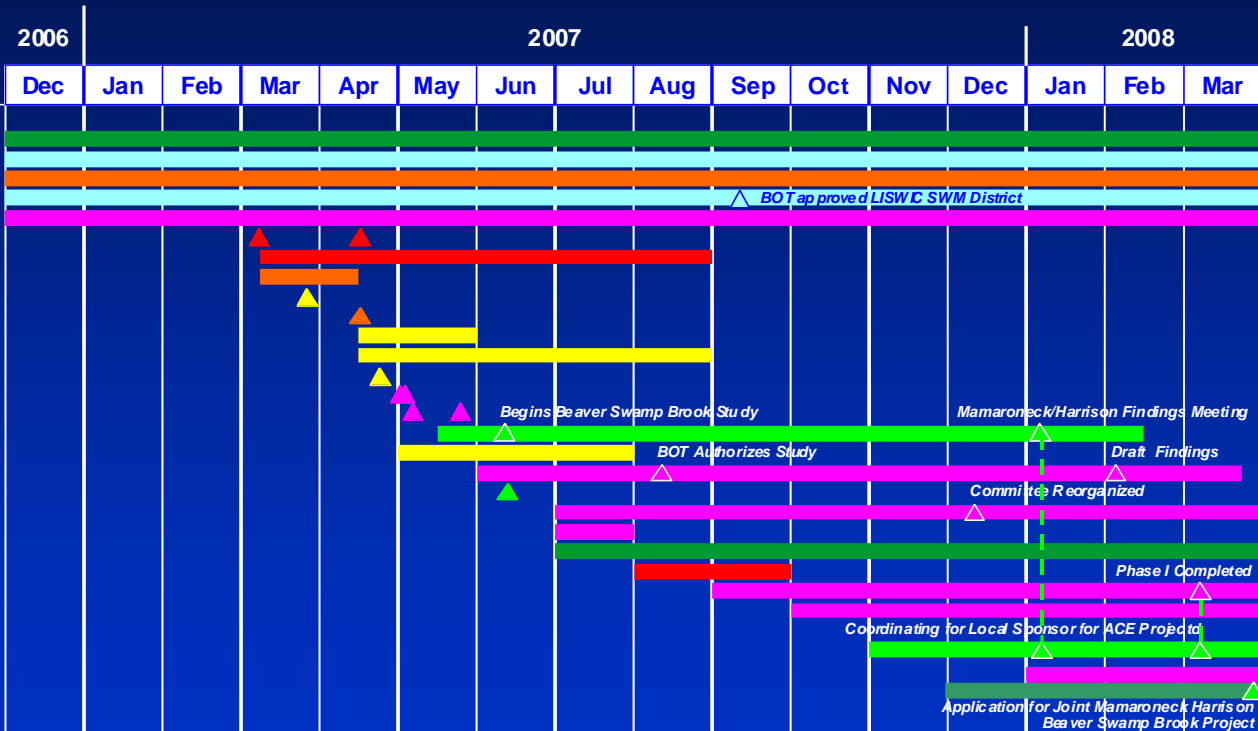 2006 2007 2008
Dec Jan Feb Mar Apr May Jun Jul Aug Sep Oct Nov Dec Jan Feb Mar
BOT approved LISWIC SWM District
Begins Beaver Swamp Brook Study Mamaroneck/Harrison Findings Meeting
BOT Authorizes Study Draft Findings
Committee Reorganized
Phase I Completed
Coordinating for Local Sponsor for ACE Projectd
Application for Joint Mamaroneck Harrison
Beaver Swamp Brook Project